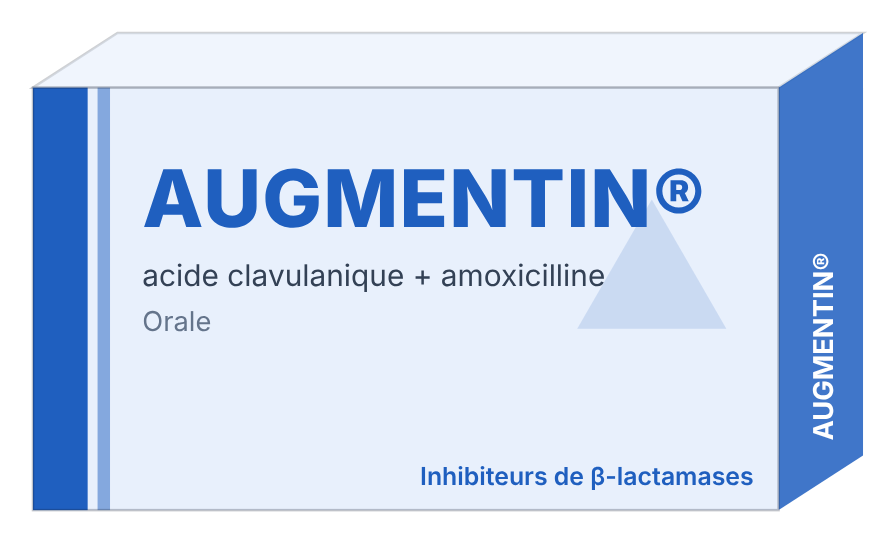 AUGMENTIN®
acide clavulanique + amoxicilline
Orale
Inhibiteurs de β-lactamases
AUGMENTIN®